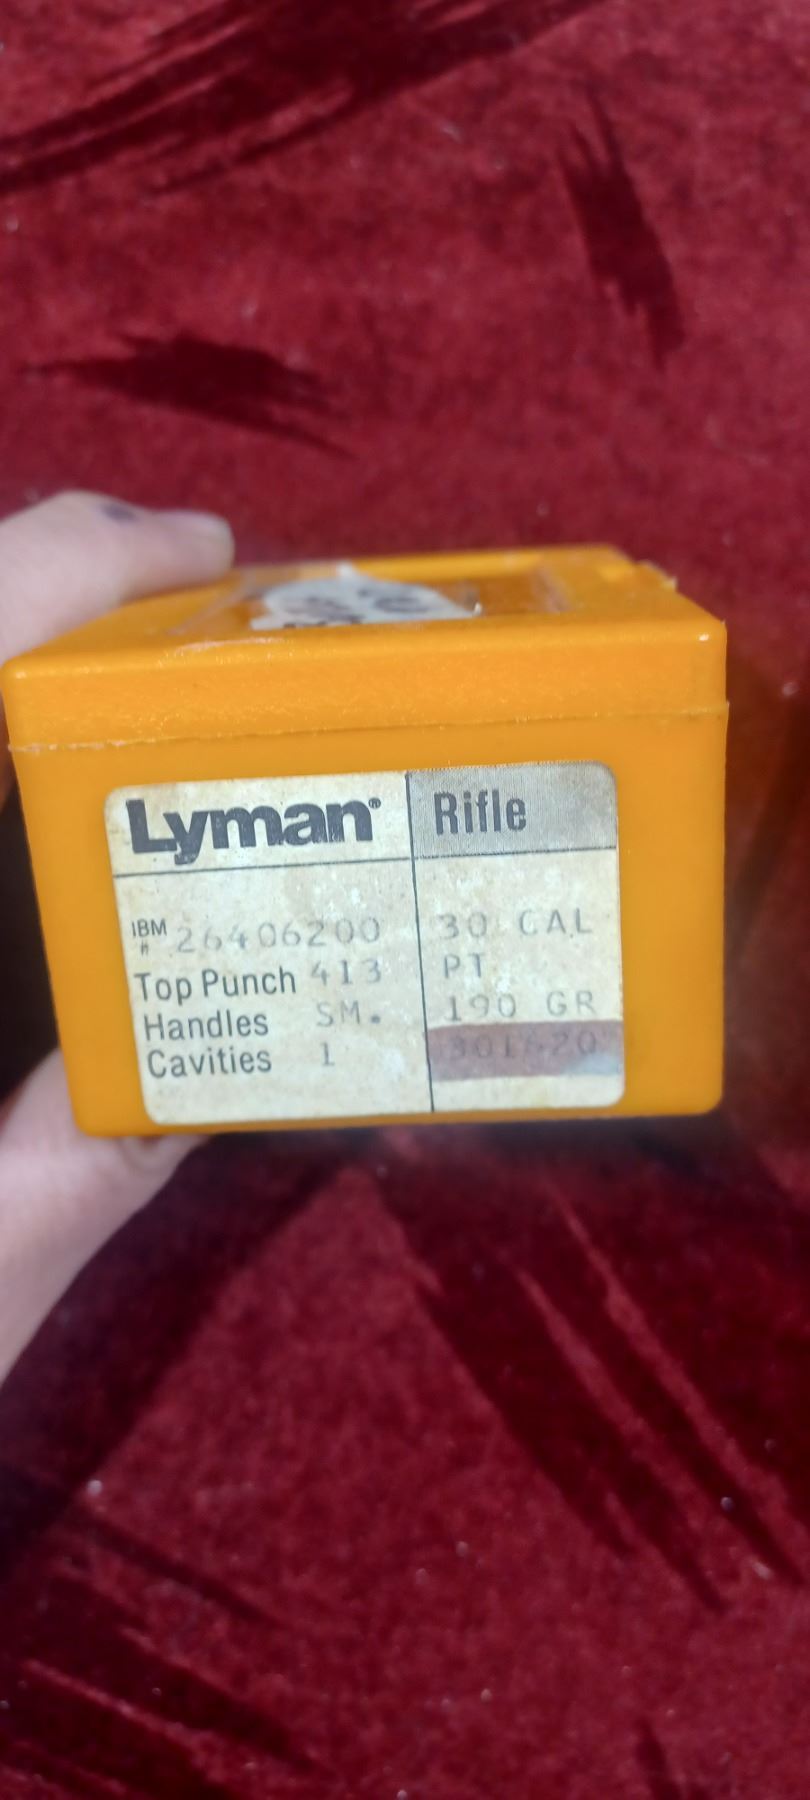 Lyman® Rifle
IBM # 26406200 30 CAL
Top Punch 413 PT
Handles SM. 190 GR
Cavities 1 301620